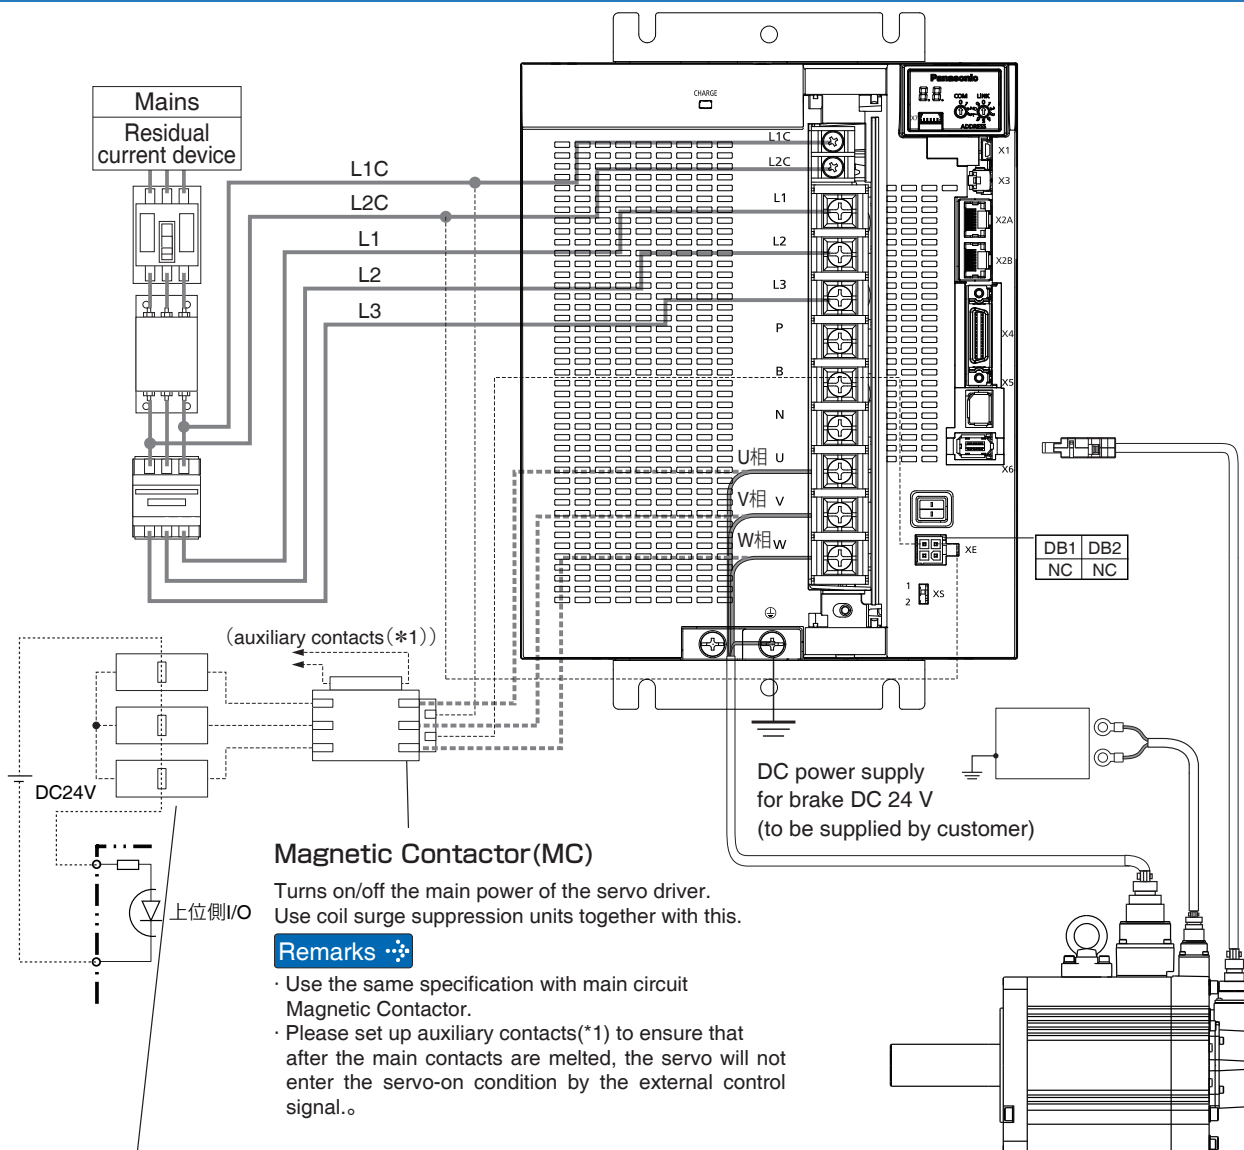 Mains
Residual
current device
L1C
L2C
L1
L2
L3
CHARGE
L1C
L2C
L1
L2
L3
P
B
N
U相 U
V相 V
W相 W
Panasonic
COM LINK
ADDRESS
X7
X1
X3
X2A
X2B
X4
X5
X6
XE
1
2
XS
DB1 DB2
NC NC
(auxiliary contacts(*1))
DC24V
上位側I/O
DC power supply
for brake DC 24 V
(to be supplied by customer)
Magnetic Contactor(MC)
Turns on/off the main power of the servo driver.
Use coil surge suppression units together with this.
Remarks
· Use the same specification with main circuit
Magnetic Contactor.
· Please set up auxiliary contacts(*1) to ensure that
after the main contacts are melted, the servo will not
enter the servo-on condition by the external control
signal.。